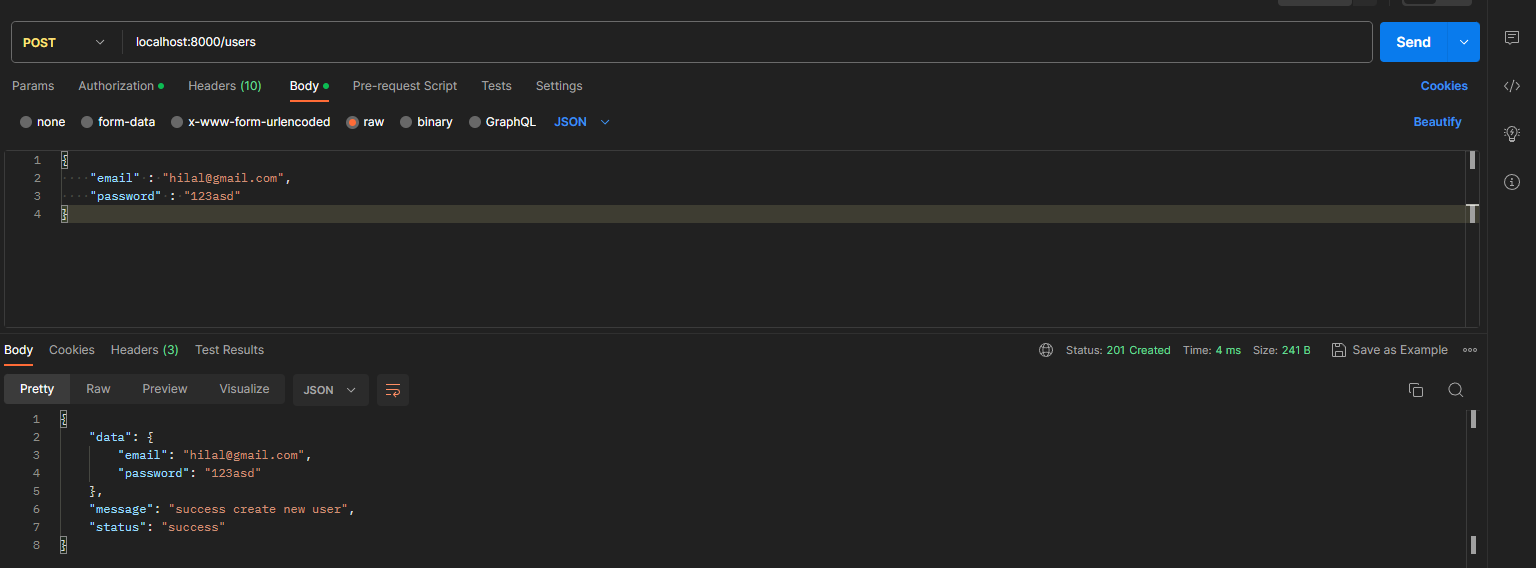 POST localhost:8000/users Send
Params Authorization Headers (10) Body Pre-request Script Tests Settings Cookies
none form-data x-www-form-urlencoded raw binary GraphQL JSON Beautify
1 {
2 "email" : "hilal@gmail.com",
3 "password" : "123asd"
4 }
Body Cookies Headers (3) Test Results Status: 201 Created Time: 4 ms Size: 241 B Save as Example
Pretty Raw Preview Visualize JSON
1 {
2 "data": {
3 "email": "hilal@gmail.com",
4 "password": "123asd"
5 },
6 "message": "success create new user",
7 "status": "success"
8 }